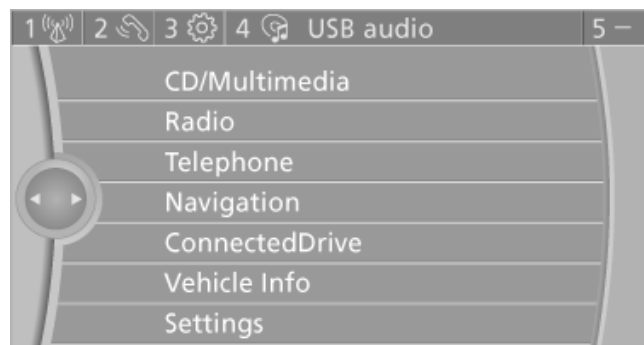 1 2 3 4 USB audio 5 –
CD/Multimedia
Radio
Telephone
Navigation
ConnectedDrive
Vehicle Info
Settings